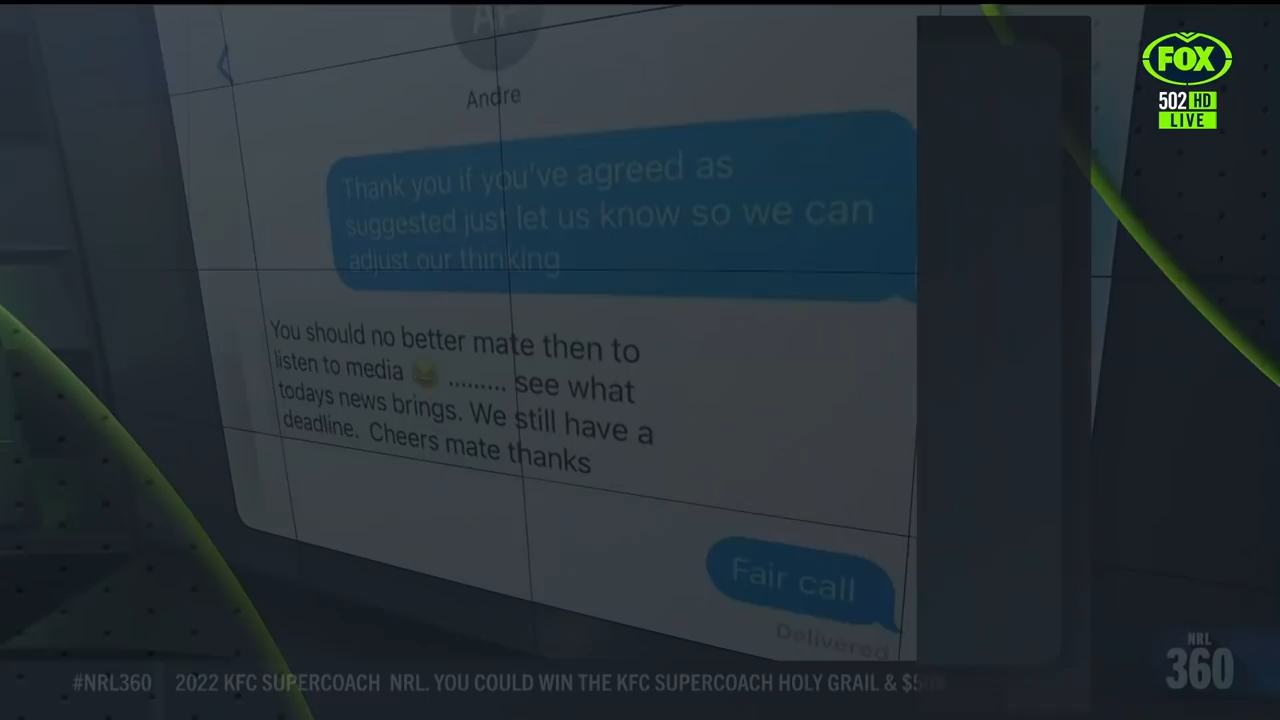 AP
Andre
Thank you if you've agreed as
suggested just let us know so we can
adjust our thinking
You should no better mate then to
listen to media 😂 ......... see what
todays news brings. We still have a
deadline. Cheers mate thanks
Fair call
Delivered
FOX
502 HD
LIVE
NRL
360
#NRL360 2022 KFC SUPERCOACH NRL. YOU COULD WIN THE KFC SUPERCOACH HOLY GRAIL &